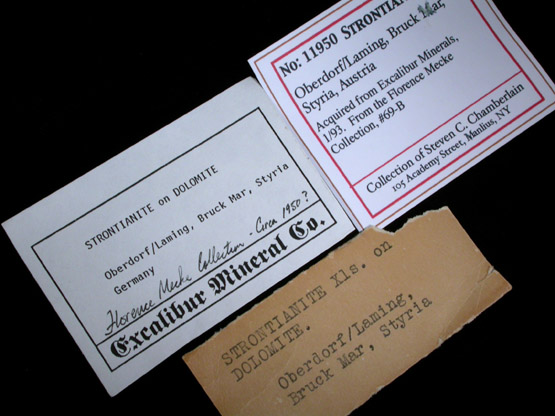 STRONTIANITE on DOLOMITE
Oberdorf/Laming, Bruck Mar, Styria
Germany
Florence Mecke Collection - Circa 1950?
Excalibur Mineral Co.
No: 11950 STRONTIAN
Oberdorf/Laming, Bruck Mar,
Styria, Austria
Acquired from Excalibur Minerals,
1/93. From the Florence Mecke
Collection, #69-B
Collection of Steven C. Chamberlain
105 Academy Street, Manlius, NY
STRONTIANITE Xls. on
DOLOMITE.
Oberdorf/Laming,
Bruck Mar, Styria